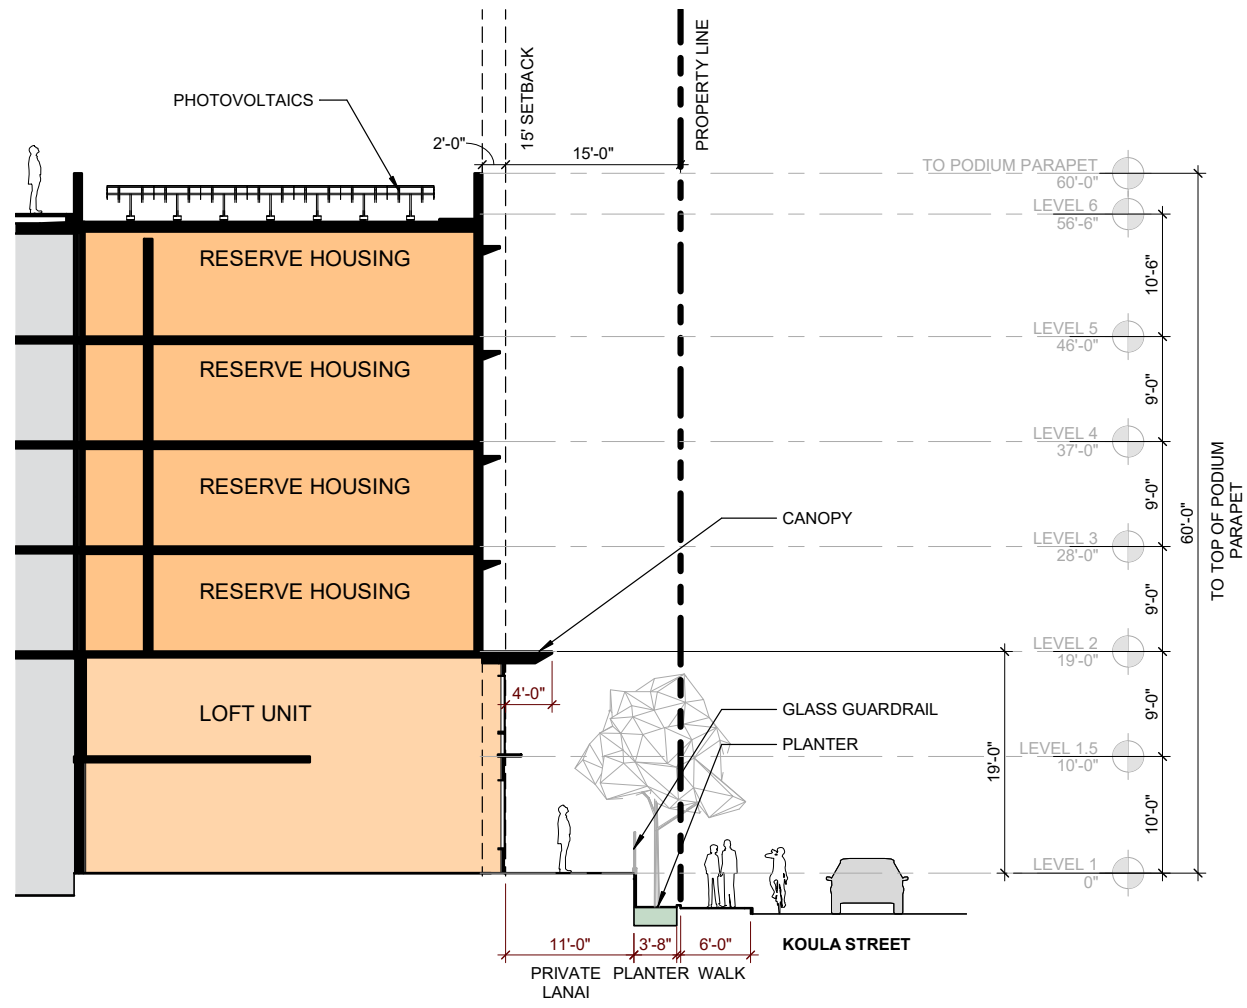 PHOTOVOLTAICS
2'-0"
15' SETBACK
15'-0"
PROPERTY LINE
TO PODIUM PARAPET
60'-0"
LEVEL 6
56'-6"
RESERVE HOUSING
10'-6"
LEVEL 5
46'-0"
RESERVE HOUSING
9'-0"
LEVEL 4
37'-0"
RESERVE HOUSING
9'-0"
CANOPY
LEVEL 3
28'-0"
60'-0"
TO TOP OF PODIUM
PARAPET
RESERVE HOUSING
9'-0"
LEVEL 2
19'-0"
4'-0"
LOFT UNIT
9'-0"
GLASS GUARDRAIL
PLANTER
LEVEL 1.5
10'-0"
19'-0"
10'-0"
LEVEL 1
0"
11'-0"
3'-8"
6'-0"
KOULA STREET
PRIVATE
LANAI
PLANTER
WALK